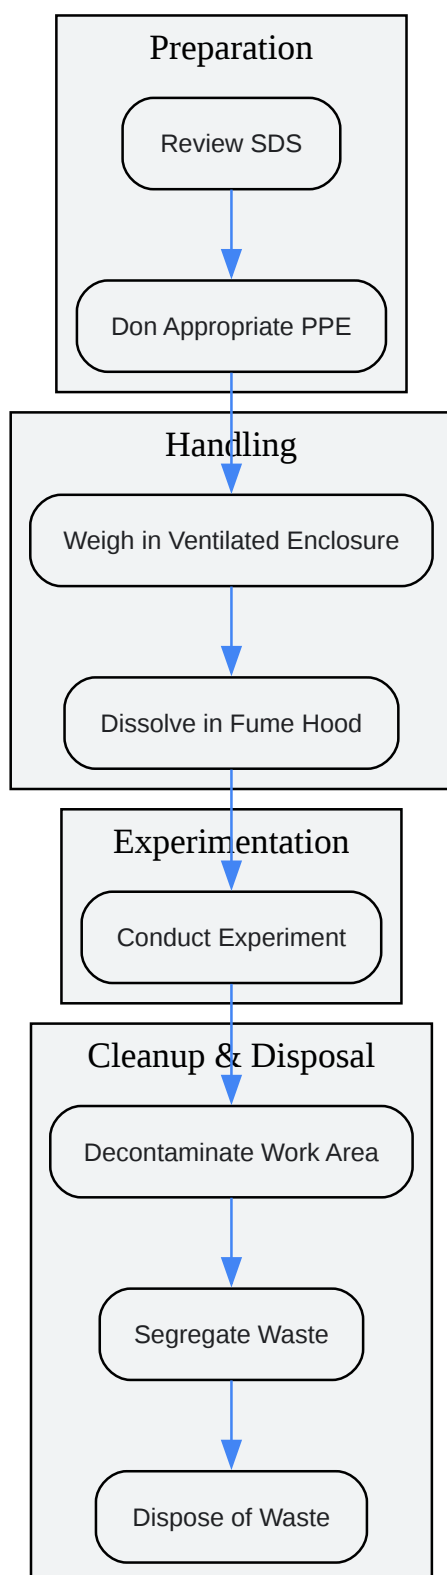 Preparation
Review SDS
Don Appropriate PPE
Handling
Weigh in Ventilated Enclosure
Dissolve in Fume Hood
Experimentation
Conduct Experiment
Cleanup & Disposal
Decontaminate Work Area
Segregate Waste
Dispose of Waste